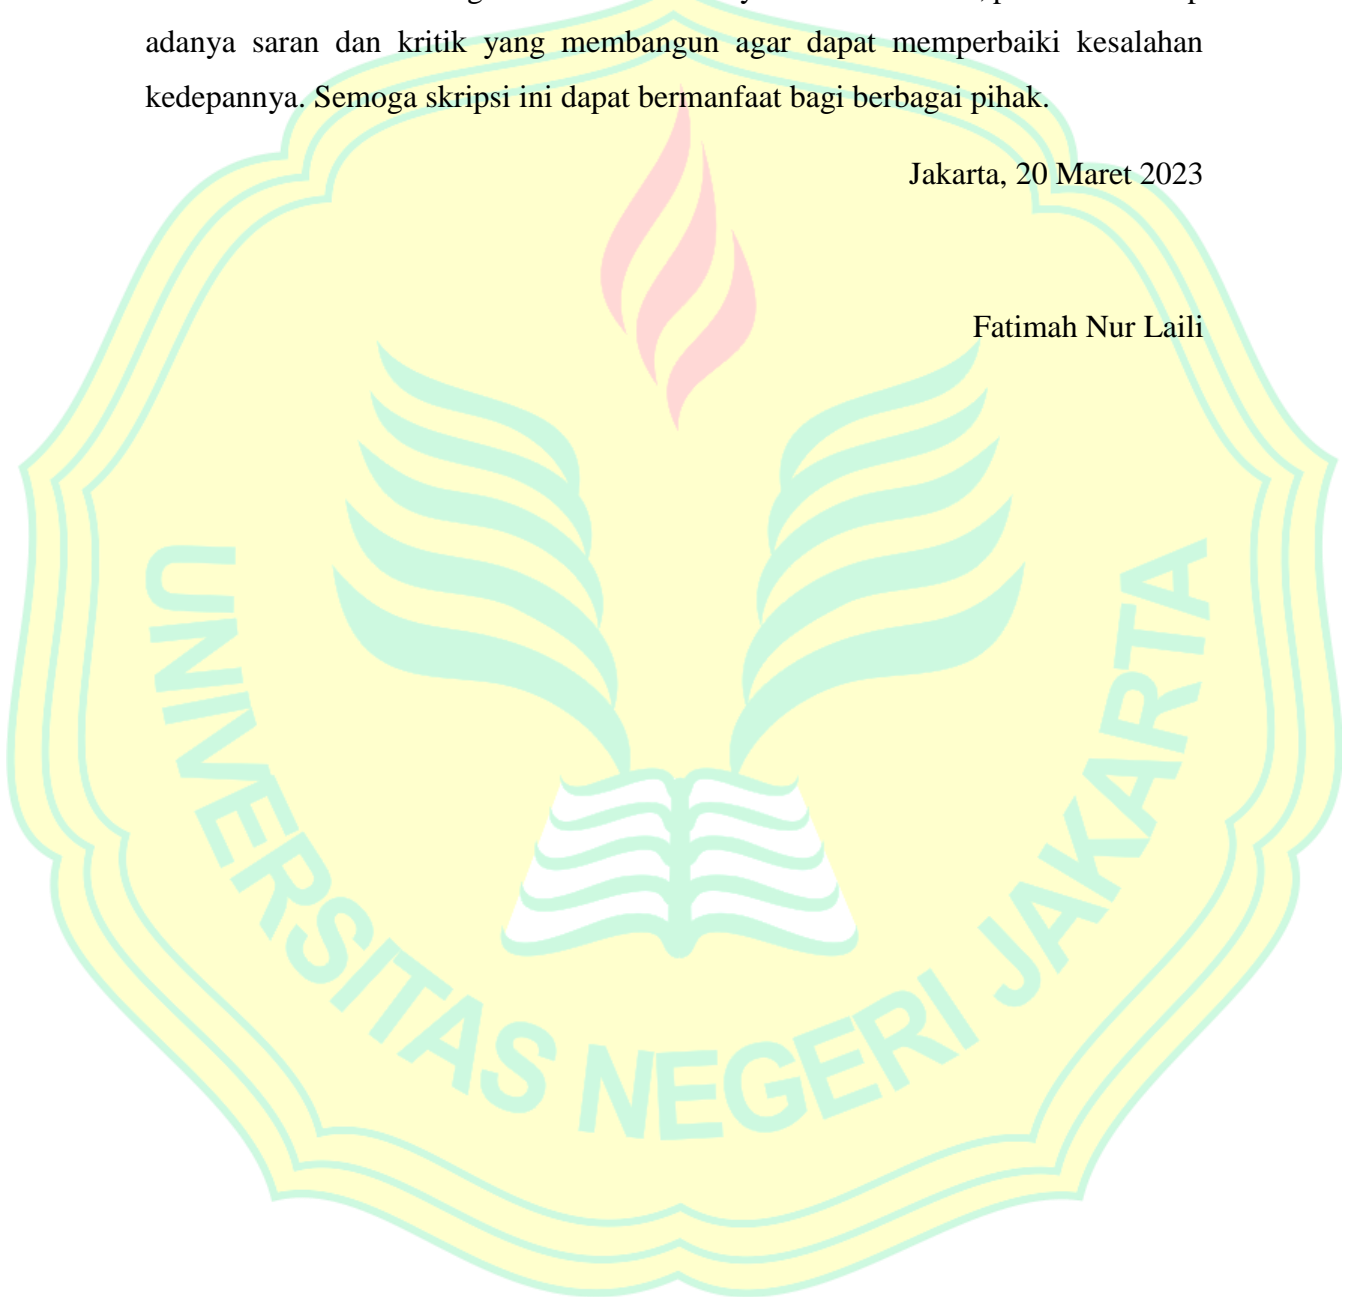 adanya saran dan kritik yang membangun agar dapat memperbaiki kesalahan
kedepannya. Semoga skripsi ini dapat bermanfaat bagi berbagai pihak.
Jakarta, 20 Maret 2023
Fatimah Nur Laili
UNIVERSITAS NEGERI JAKARTA